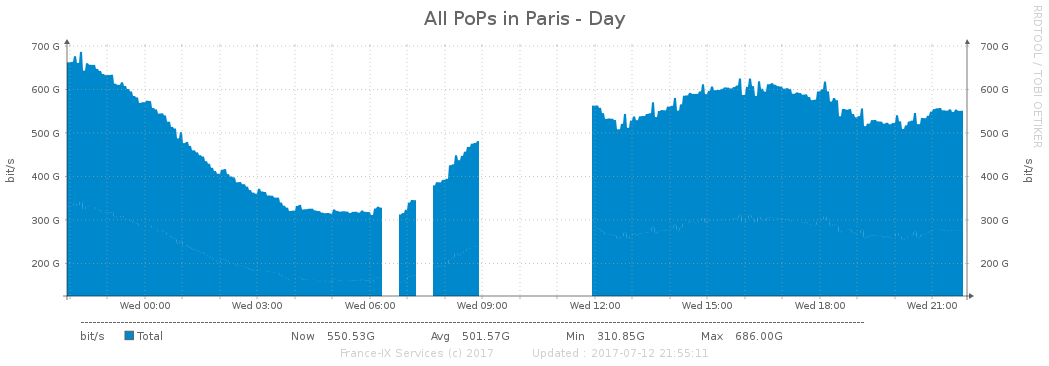 All PoPs in Paris - Day
RRDTOOL / TOBI OETIKER
700 G 700 G
600 G 600 G
500 G 500 G
400 G 400 G
300 G 300 G
200 G 200 G
bit/s bit/s
Wed 00:00 Wed 03:00 Wed 06:00 Wed 09:00 Wed 12:00 Wed 15:00 Wed 18:00 Wed 21:00
bit/s Total Now 550.53G Avg 501.57G Min 310.85G Max 686.00G
France-IX Services (c) 2017 Updated : 2017-07-12 21:55:11